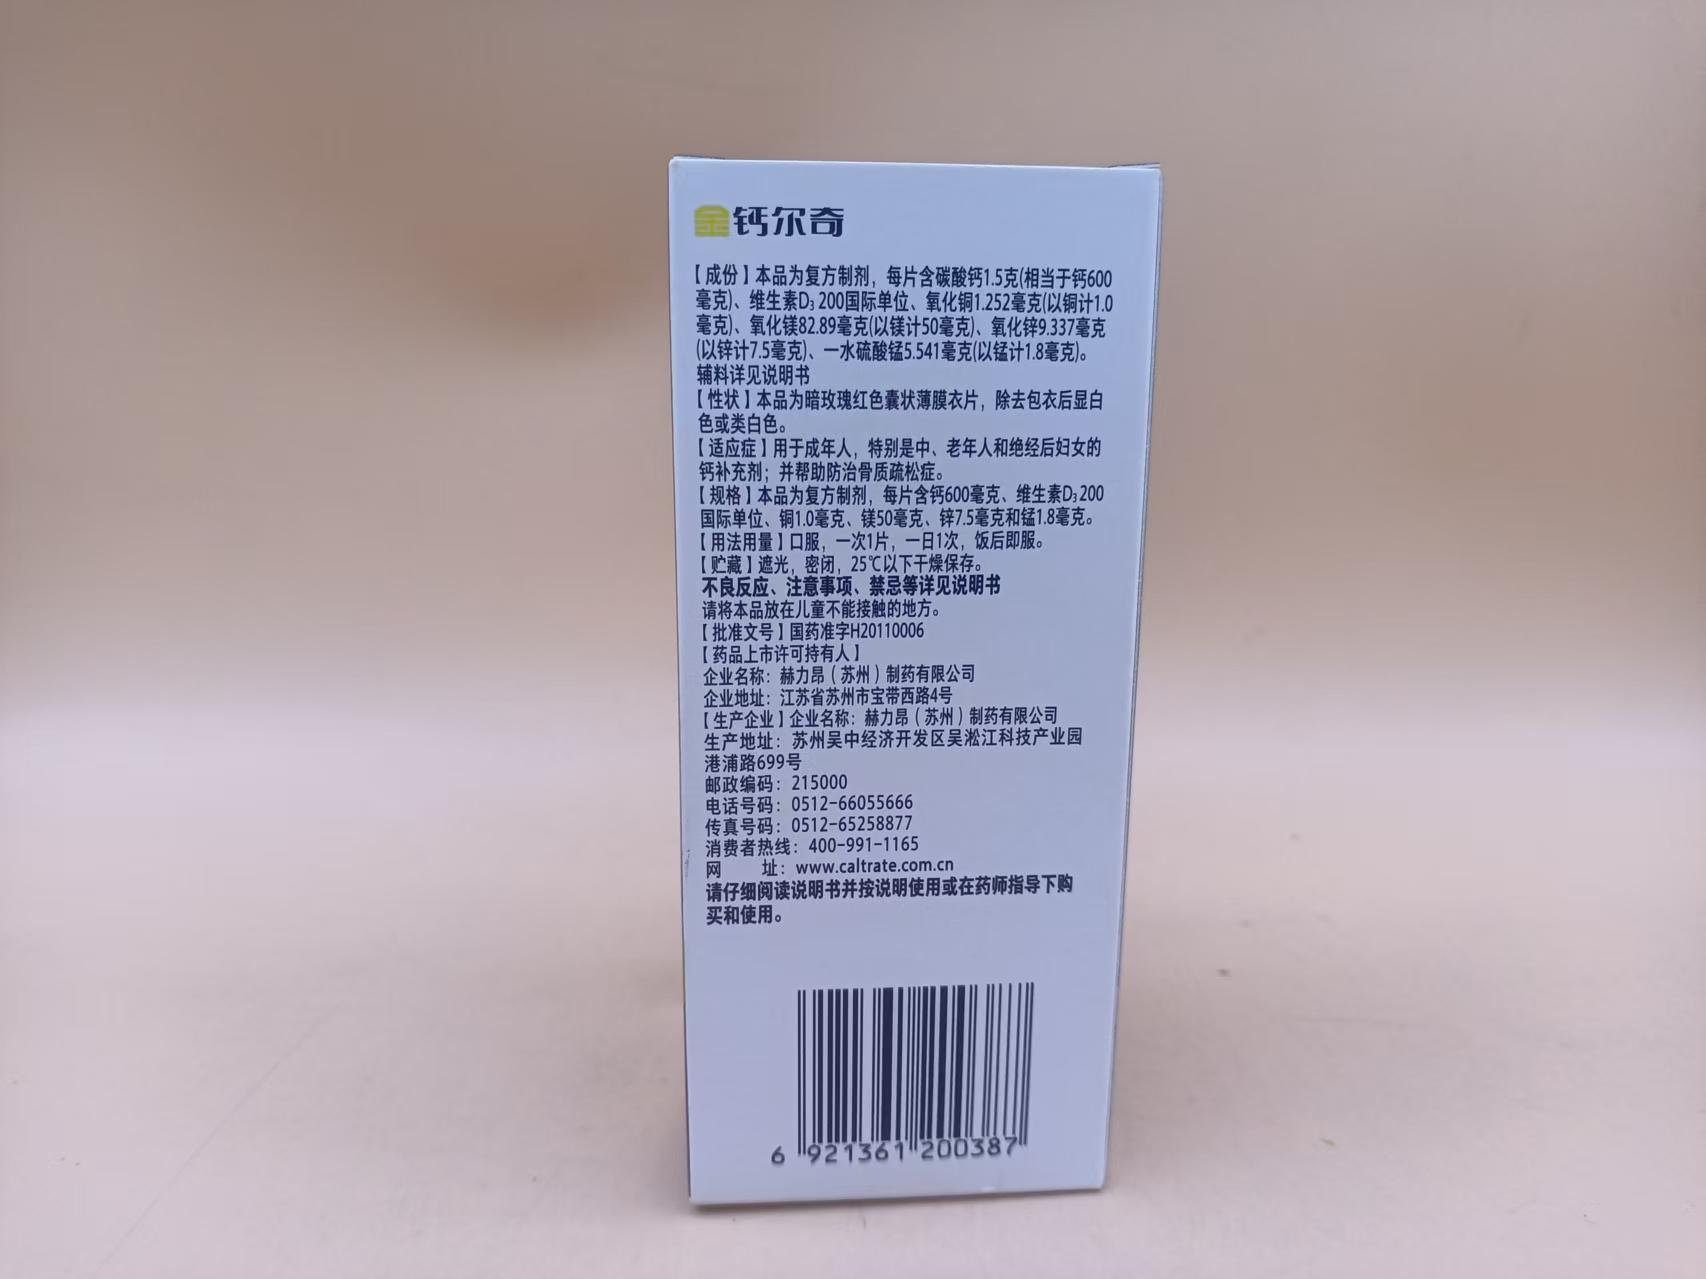 金钙尔奇
【成份】本品为复方制剂，每片含碳酸钙1.5克(相当于钙600
毫克)、维生素D₃ 200国际单位、氧化铜1.252毫克(以铜计1.0
毫克)、氧化镁82.89毫克(以镁计50毫克)、氧化锌9.337毫克
(以锌计7.5毫克)、一水硫酸锰5.541毫克(以锰计1.8毫克)。
辅料详见说明书
【性状】本品为暗玫瑰红色囊状薄膜衣片，除去包衣后显白
色或类白色。
【适应症】用于成年人，特别是中、老年人和绝经后妇女的
钙补充剂；并帮助防治骨质疏松症。
【规格】本品为复方制剂，每片含钙600毫克、维生素D₃ 200
国际单位、铜1.0毫克、镁50毫克、锌7.5毫克和锰1.8毫克。
【用法用量】口服，一次1片，一日1次，饭后即服。
【贮藏】遮光，密闭，25℃以下干燥保存。
不良反应、注意事项、禁忌等详见说明书
请将本品放在儿童不能接触的地方。
【批准文号】国药准字H20110006
【药品上市许可持有人】
企业名称：赫力昂（苏州）制药有限公司
企业地址：江苏省苏州市宝带西路4号
【生产企业】企业名称：赫力昂（苏州）制药有限公司
生产地址：苏州吴中经济开发区吴淞江科技产业园
港浦路699号
邮政编码：215000
电话号码：0512-66055666
传真号码：0512-65258877
消费者热线：400-991-1165
网　　址：www.caltrate.com.cn
请仔细阅读说明书并按说明使用或在药师指导下购
买和使用。
6 921361 200387